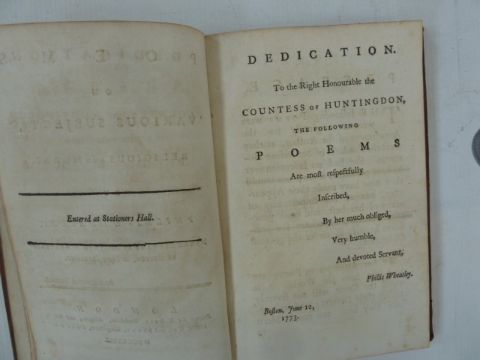 Entered at Stationers Hall.
DEDICATION.
To the Right Honourable the
COUNTESS OF HUNTINGDON,
THE FOLLOWING
POEMS
Are moſt reſpectfully
Inſcribed,
By her much obliged,
Very humble,
And devoted Servant,
Phillis Wheatley.
Boſton, June 12,
1773.